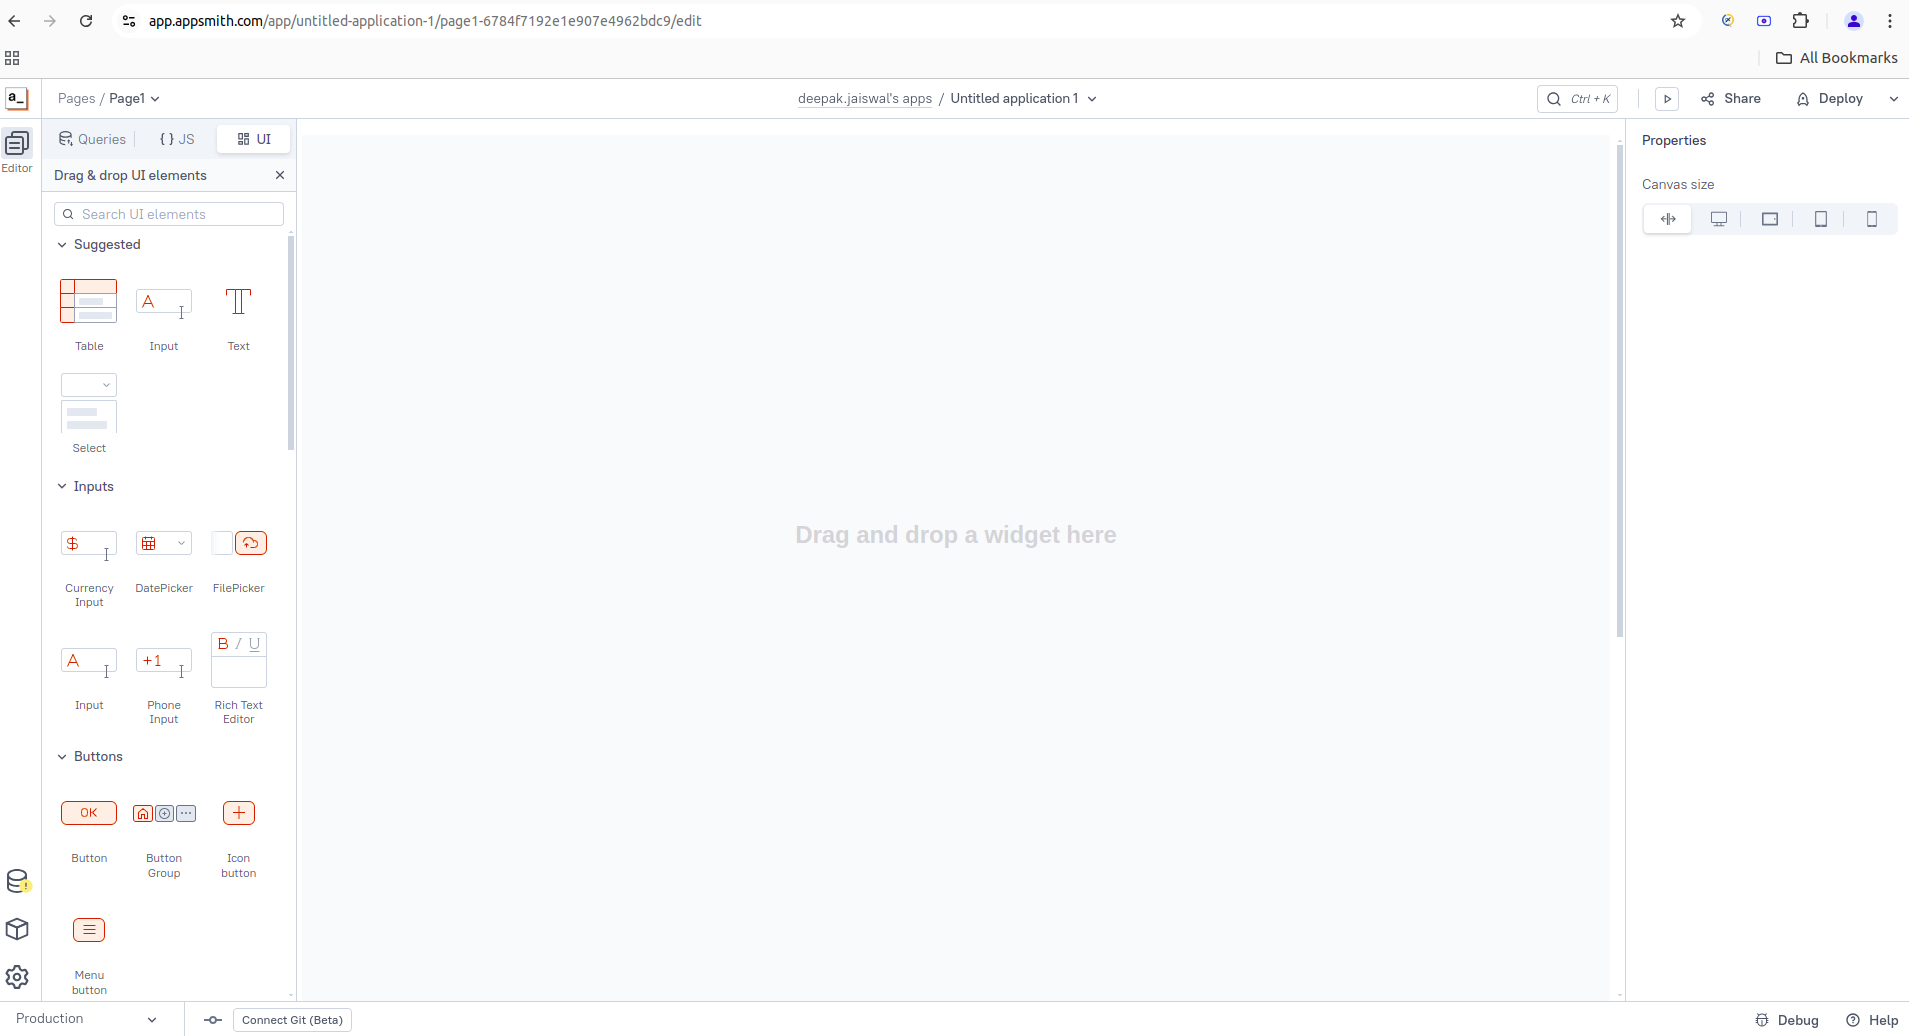 app.appsmith.com/app/untitled-application-1/page1-6784f7192e1e907e4962bdc9/edit
All Bookmarks
a_
Pages / Page1
deepak.jaiswal's apps / Untitled application 1
Ctrl + K
Share
Deploy
Editor
Queries
{ } JS
UI
Drag & drop UI elements
Search UI elements
Suggested
A
Table
Input
Text
Select
Inputs
$
Currency
Input
DatePicker
FilePicker
A
+1
B / U
Input
Phone
Input
Rich Text
Editor
Buttons
OK
Button
Button
Group
Icon
button
Menu
button
Drag and drop a widget here
Properties
Canvas size
Production
Connect Git (Beta)
Debug
Help